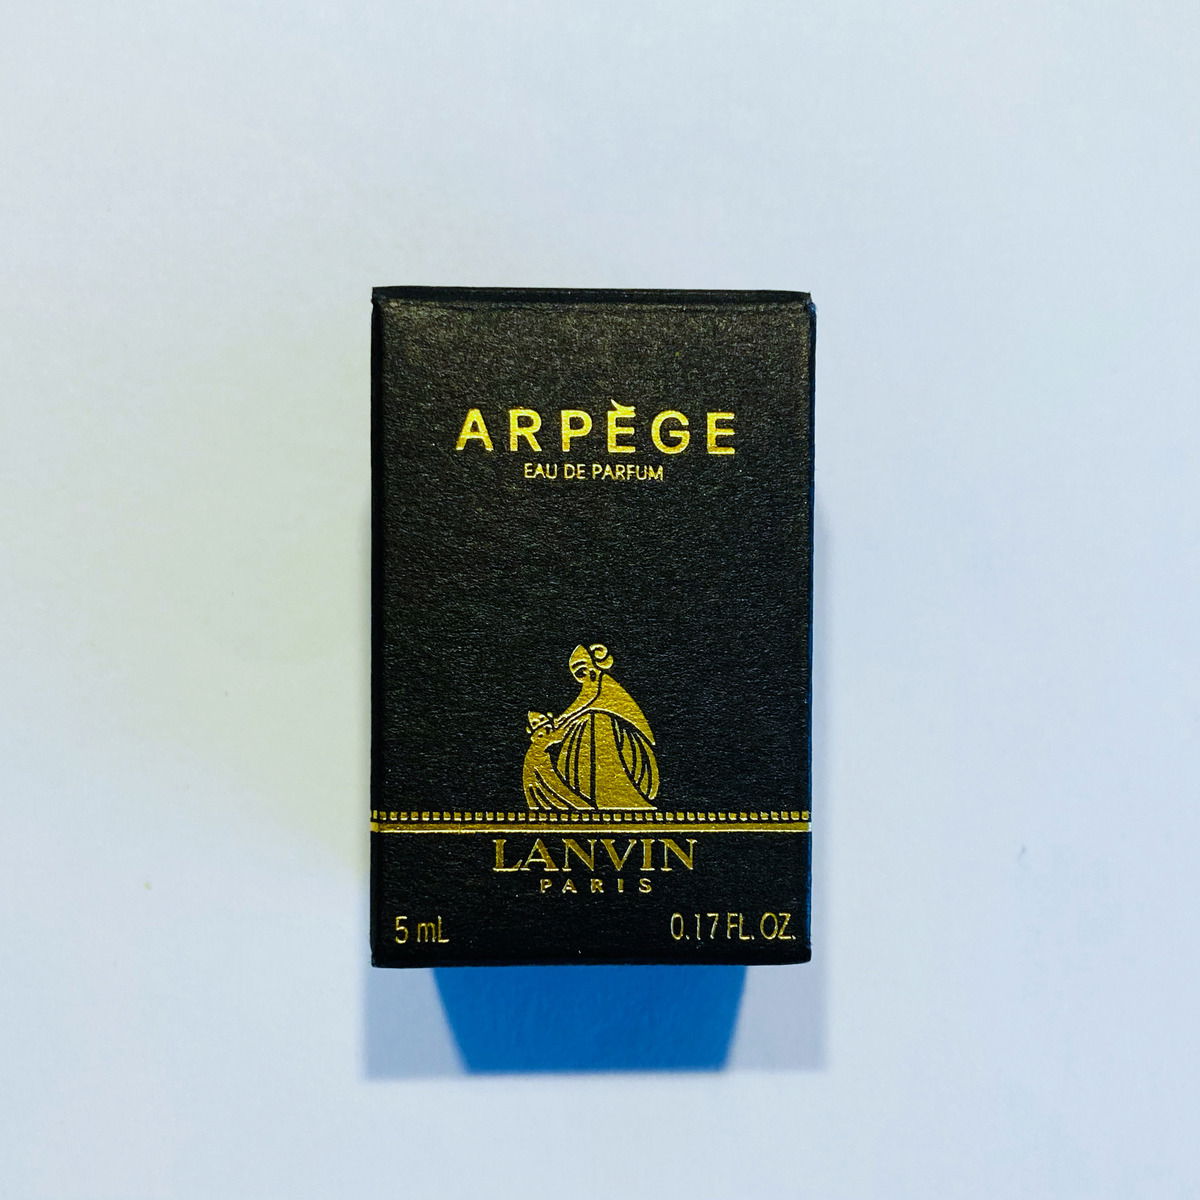 ARPÈGE
EAU DE PARFUM
LANVIN
PARIS
5 mL 0.17 FL. OZ.